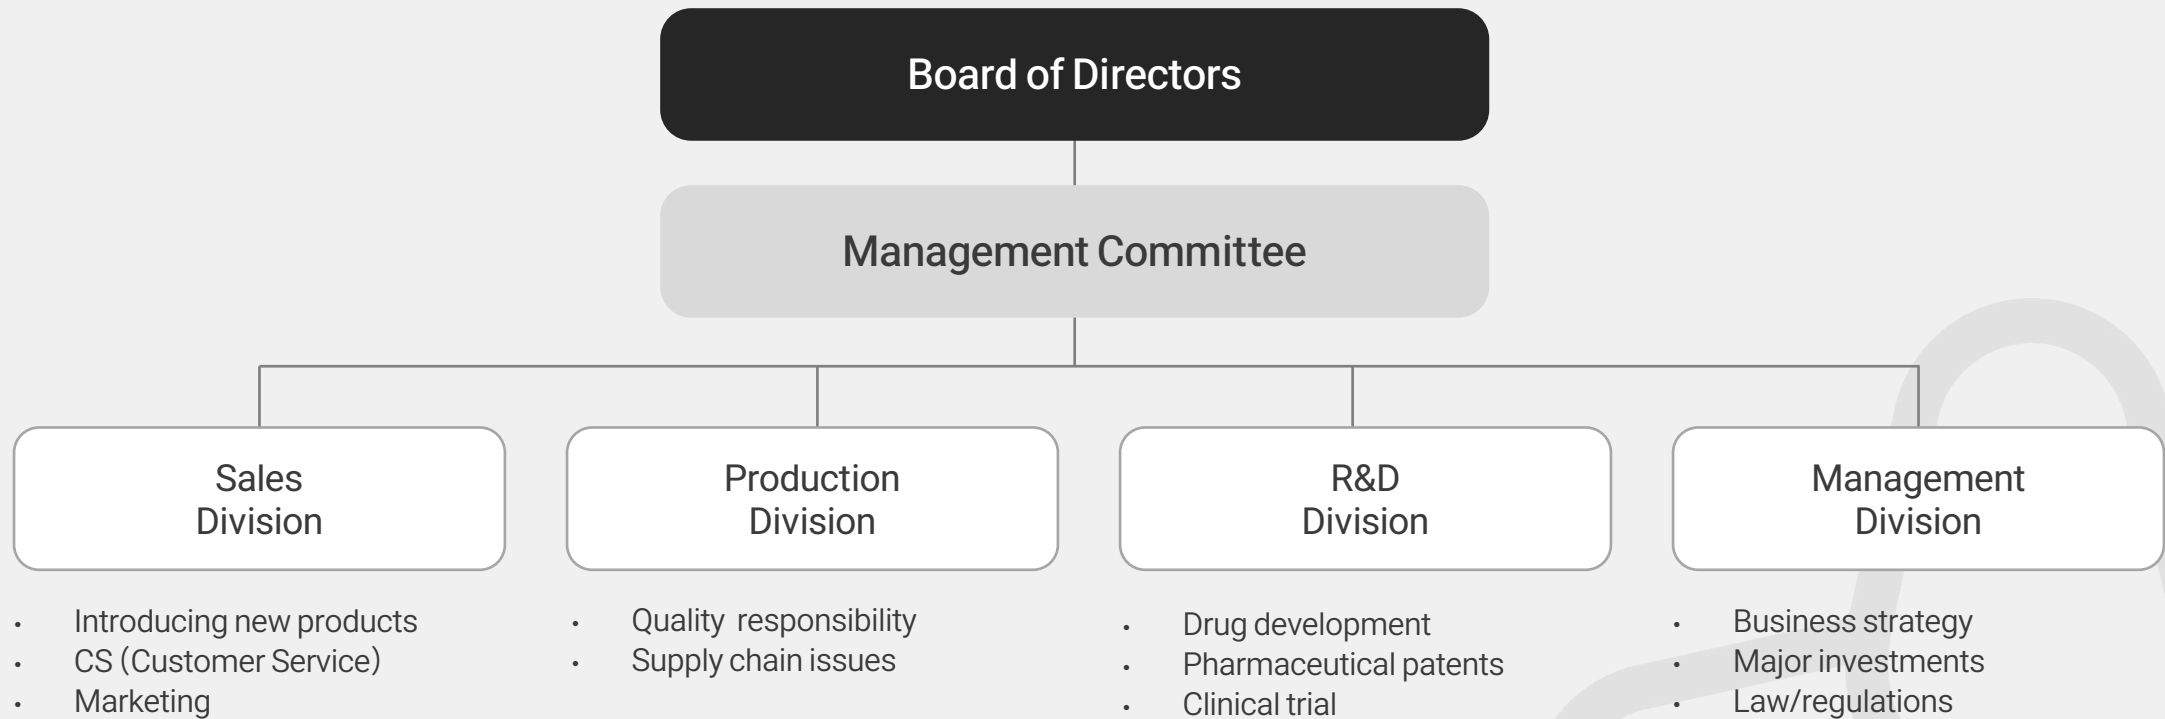 Board of Directors
Management Committee
Sales
Division
Production
Division
R&D
Division
Management
Division
• Introducing new products
• CS (Customer Service)
• Marketing
• Quality responsibility
• Supply chain issues
• Drug development
• Pharmaceutical patents
• Clinical trial
• Business strategy
• Major investments
• Law/regulations